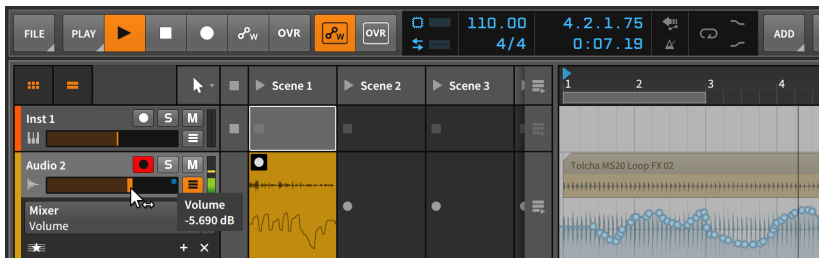 FILE PLAY W OVR W OVR 110.00 4.2.1.75 ADD
4/4 0:07.19
Scene 1 Scene 2 Scene 3 1 2 3 4
Inst 1 S M
Audio 2 S M
Tolcha MS20 Loop FX 02
Volume
-5.690 dB
Mixer
Volume